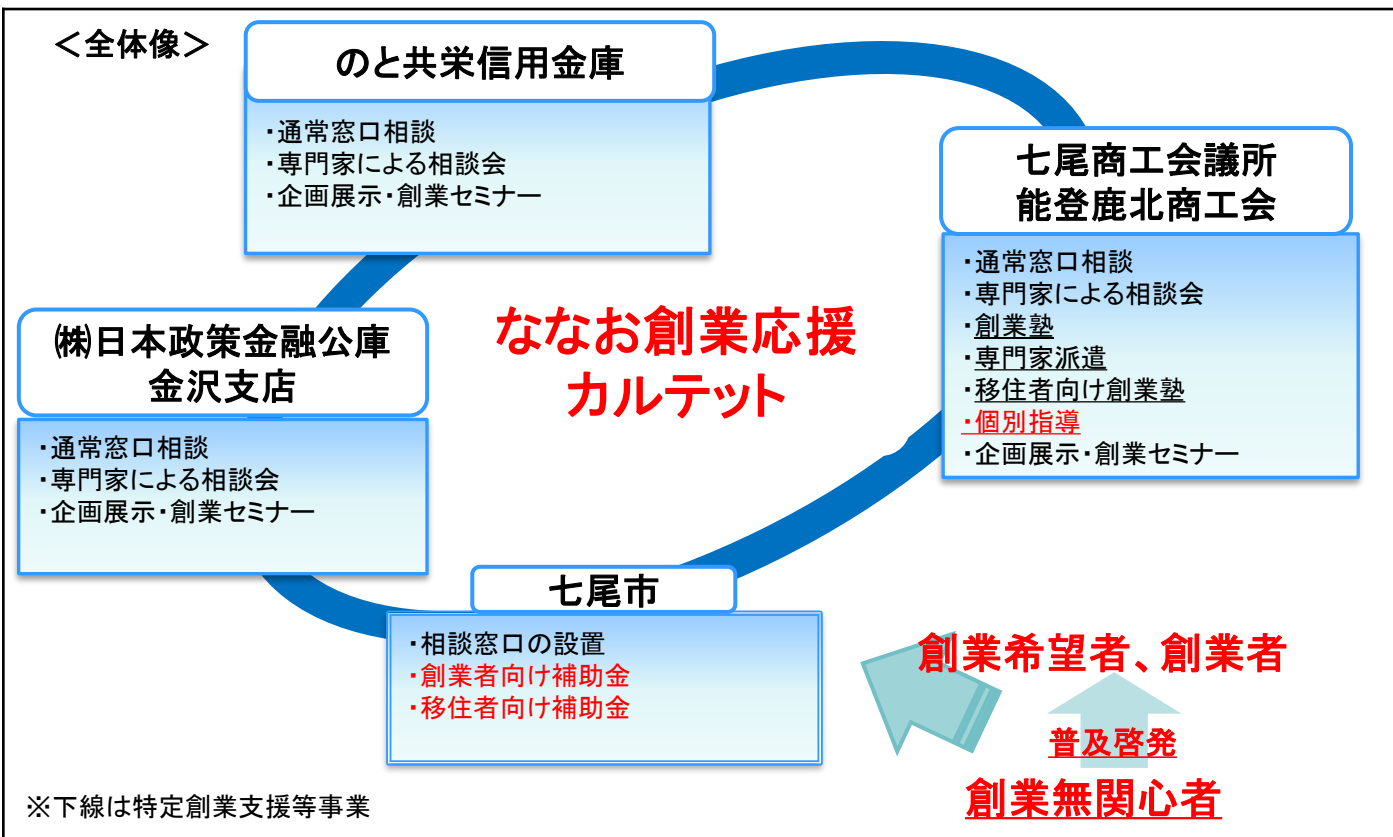 ＜全体像＞
のと共栄信用金庫
・通常窓口相談
・専門家による相談会
・企画展示・創業セミナー
七尾商工会議所
能登鹿北商工会
・通常窓口相談
・専門家による相談会
・創業塾
・専門家派遣
・移住者向け創業塾
・個別指導
・企画展示・創業セミナー
ななお創業応援
カルテット
㈱日本政策金融公庫
金沢支店
・通常窓口相談
・専門家による相談会
・企画展示・創業セミナー
七尾市
・相談窓口の設置
・創業者向け補助金
・移住者向け補助金
創業希望者、創業者
普及啓発
創業無関心者
※下線は特定創業支援等事業